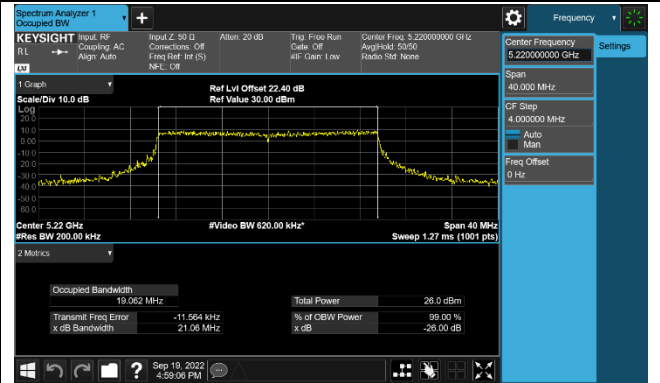 Spectrum Analyzer 1
Occupied BW
Frequency
KEYSIGHT
RL
LXI
Input: RF
Coupling: AC
Align: Auto
Input Z: 50 Ω
Corrections: Off
Freq Ref: Int (S)
NFE: Off
Atten: 20 dB
Trig: Free Run
Gate: Off
#IF Gain: Low
Center Freq: 5.220000000 GHz
Avg|Hold: 50/50
Radio Std: None
Center Frequency
5.220000000 GHz
Settings
Span
40.000 MHz
CF Step
4.000000 MHz
Auto
Man
Freq Offset
0 Hz
1 Graph
Scale/Div 10.0 dB
Ref Lvl Offset 22.40 dB
Ref Value 30.00 dBm
Log
20.0
10.0
0.00
-10.0
-20.0
-30.0
-40.0
-50.0
-60.0
Center 5.22 GHz
#Res BW 200.00 kHz
#Video BW 620.00 kHz*
Span 40 MHz
Sweep 1.27 ms (1001 pts)
2 Metrics
Occupied Bandwidth
19.062 MHz
Transmit Freq Error -11.564 kHz
x dB Bandwidth 21.06 MHz
Total Power 26.0 dBm
% of OBW Power 99.00 %
x dB -26.00 dB
?
Sep 19, 2022
4:59:06 PM